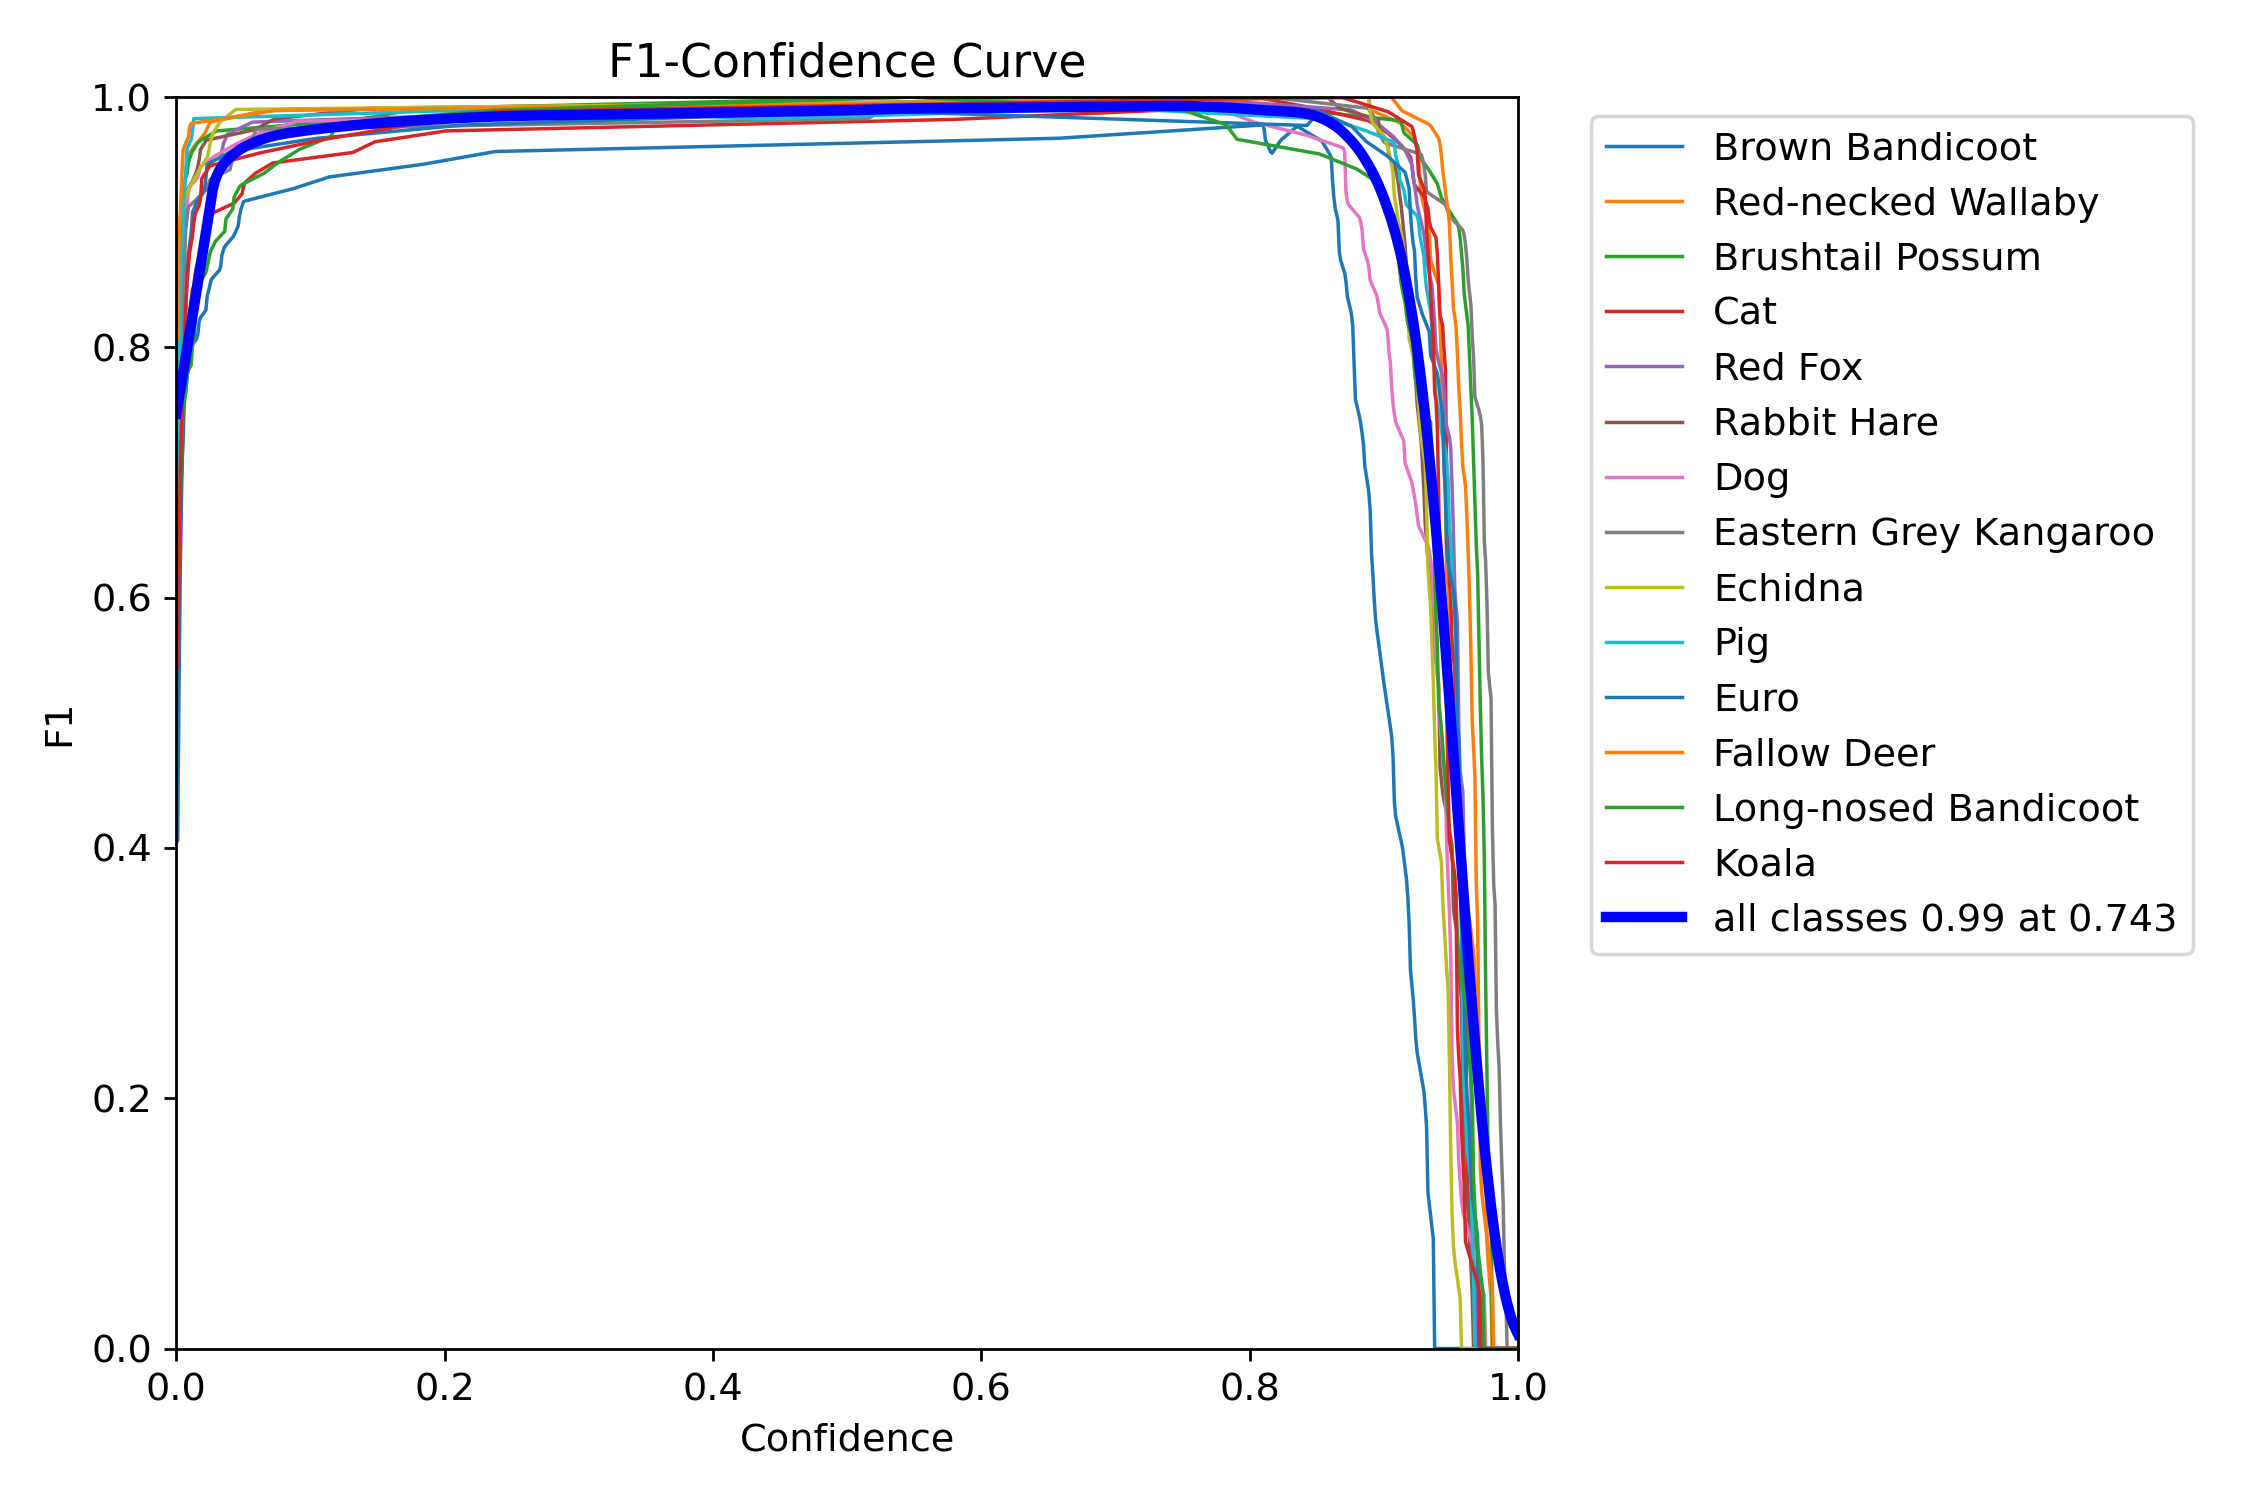 F1-Confidence Curve
1.0
0.8
0.6
0.4
0.2
0.0
F1
0.0 0.2 0.4 0.6 0.8 1.0
Confidence
Brown Bandicoot
Red-necked Wallaby
Brushtail Possum
Cat
Red Fox
Rabbit Hare
Dog
Eastern Grey Kangaroo
Echidna
Pig
Euro
Fallow Deer
Long-nosed Bandicoot
Koala
all classes 0.99 at 0.743